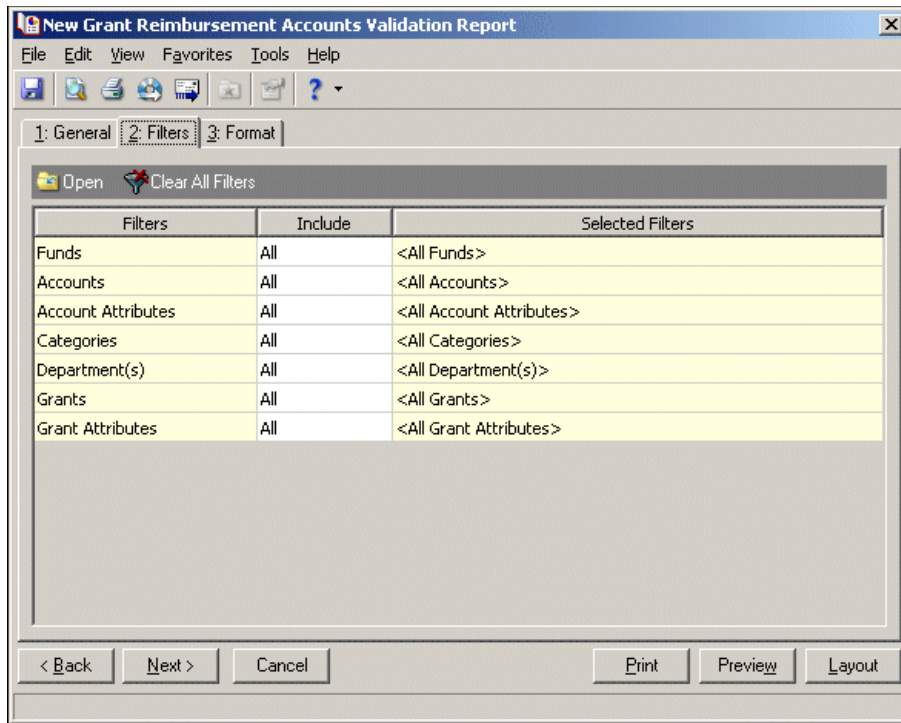 New Grant Reimbursement Accounts Validation Report
File Edit View Favorites Tools Help
1: General 2: Filters 3: Format
Open Clear All Filters
Filters Include Selected Filters
Funds All <All Funds>
Accounts All <All Accounts>
Account Attributes All <All Account Attributes>
Categories All <All Categories>
Department(s) All <All Department(s)>
Grants All <All Grants>
Grant Attributes All <All Grant Attributes>
< Back Next > Cancel Print Preview Layout